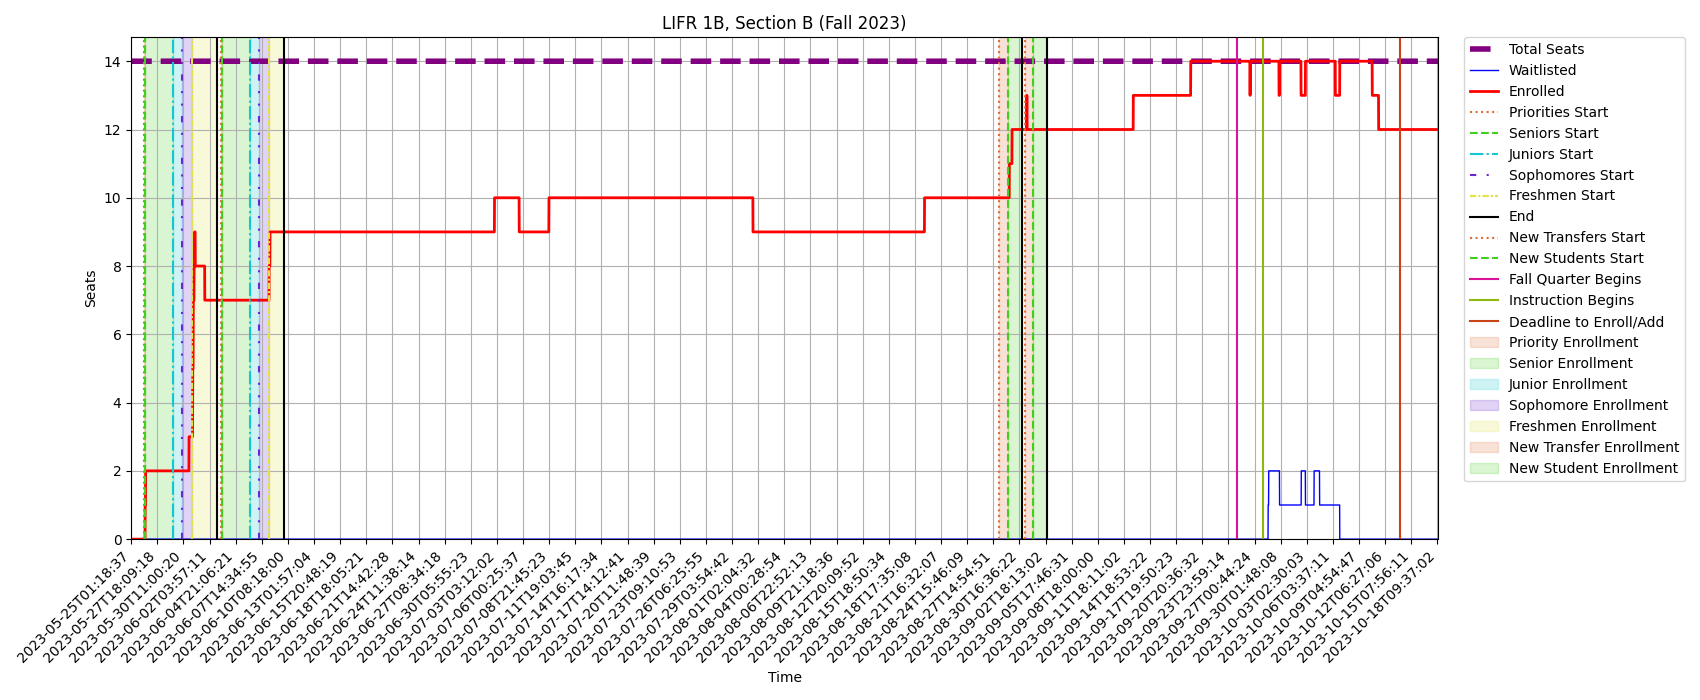 LIFR 1B, Section B (Fall 2023)
14
12
10
8
6
4
2
0
Seats
2023-05-25T01:18:37
2023-05-27T18:09:18
2023-05-30T11:00:20
2023-06-02T03:57:11
2023-06-04T21:06:21
2023-06-07T14:34:55
2023-06-10T08:18:00
2023-06-13T01:57:04
2023-06-15T20:48:19
2023-06-18T18:05:21
2023-06-21T14:42:28
2023-06-24T11:38:14
2023-06-27T08:34:18
2023-06-30T05:55:23
2023-07-03T03:12:02
2023-07-06T00:25:37
2023-07-08T21:45:23
2023-07-11T19:03:45
2023-07-14T16:17:34
2023-07-17T14:12:41
2023-07-20T11:48:39
2023-07-23T09:10:53
2023-07-26T06:25:55
2023-07-29T03:54:42
2023-08-01T02:04:32
2023-08-04T00:28:54
2023-08-06T22:52:13
2023-08-09T21:18:36
2023-08-12T20:09:52
2023-08-15T18:50:34
2023-08-18T17:35:08
2023-08-21T16:32:07
2023-08-24T15:46:09
2023-08-27T14:54:51
2023-08-30T16:36:22
2023-09-02T18:13:02
2023-09-05T17:46:31
2023-09-08T18:00:00
2023-09-11T18:11:02
2023-09-14T18:53:22
2023-09-17T19:50:23
2023-09-20T20:36:32
2023-09-23T23:59:14
2023-09-27T00:44:24
2023-09-30T01:48:08
2023-10-03T02:30:03
2023-10-06T03:37:11
2023-10-09T04:54:47
2023-10-12T06:27:06
2023-10-15T07:56:11
2023-10-18T09:37:02
Time
Total Seats
Waitlisted
Enrolled
Priorities Start
Seniors Start
Juniors Start
Sophomores Start
Freshmen Start
End
New Transfers Start
New Students Start
Fall Quarter Begins
Instruction Begins
Deadline to Enroll/Add
Priority Enrollment
Senior Enrollment
Junior Enrollment
Sophomore Enrollment
Freshmen Enrollment
New Transfer Enrollment
New Student Enrollment